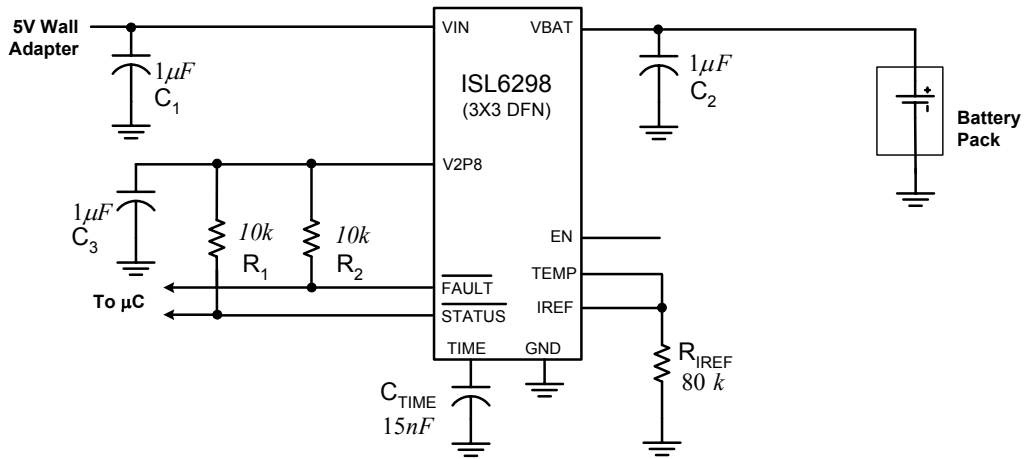 5V Wall
Adapter
VIN
VBAT
1μF
C1
ISL6298
(3X3 DFN)
1μF
C2
+
Battery
Pack
V2P8
1μF
C3
10k
R1
10k
R2
EN
TEMP
IREF
FAULT
STATUS
To μC
TIME
GND
CTIME
15nF
RIREF
80 k